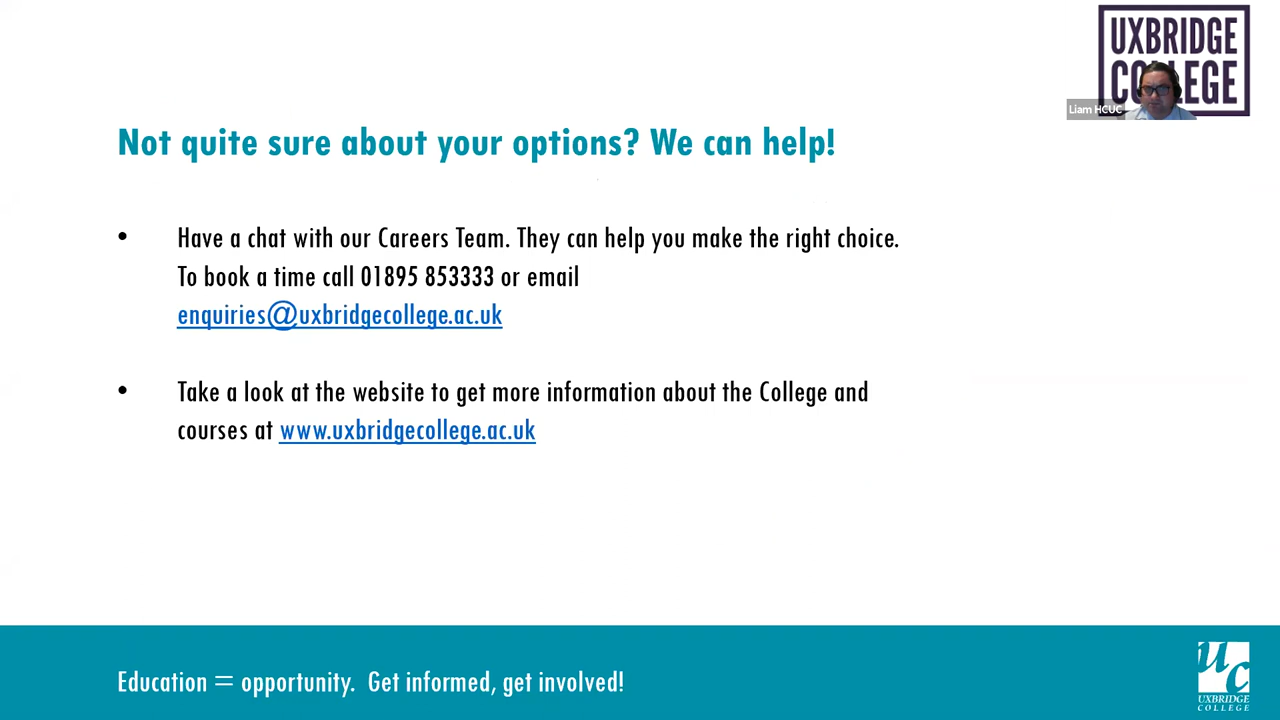 UXBRIDGE
COLLEGE
Liam HCUC
Not quite sure about your options? We can help!
• Have a chat with our Careers Team. They can help you make the right choice.
To book a time call 01895 853333 or email
enquiries@uxbridgecollege.ac.uk
• Take a look at the website to get more information about the College and
courses at www.uxbridgecollege.ac.uk
Education = opportunity. Get informed, get involved!
uc
UXBRIDGE
COLLEGE